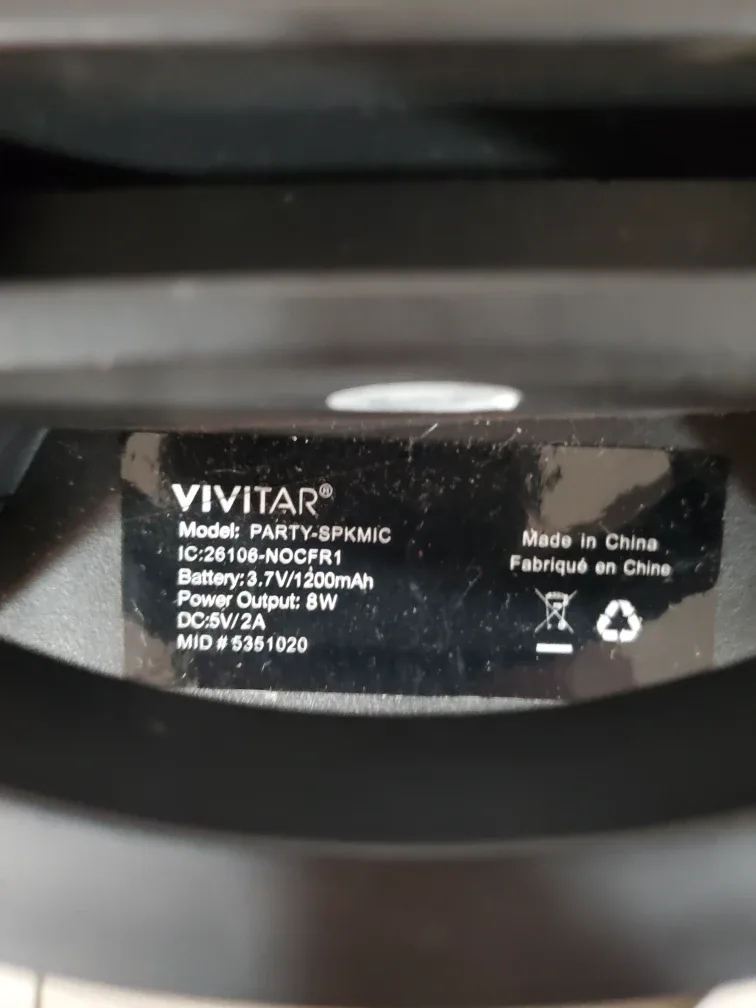 VIVITAR®
Model: PARTY-SPKMIC
IC:26106-NOCFR1
Battery:3.7V/1200mAh
Power Output: 8W
DC:5V/2A
MID # 5351020
Made in China
Fabriqué en Chine